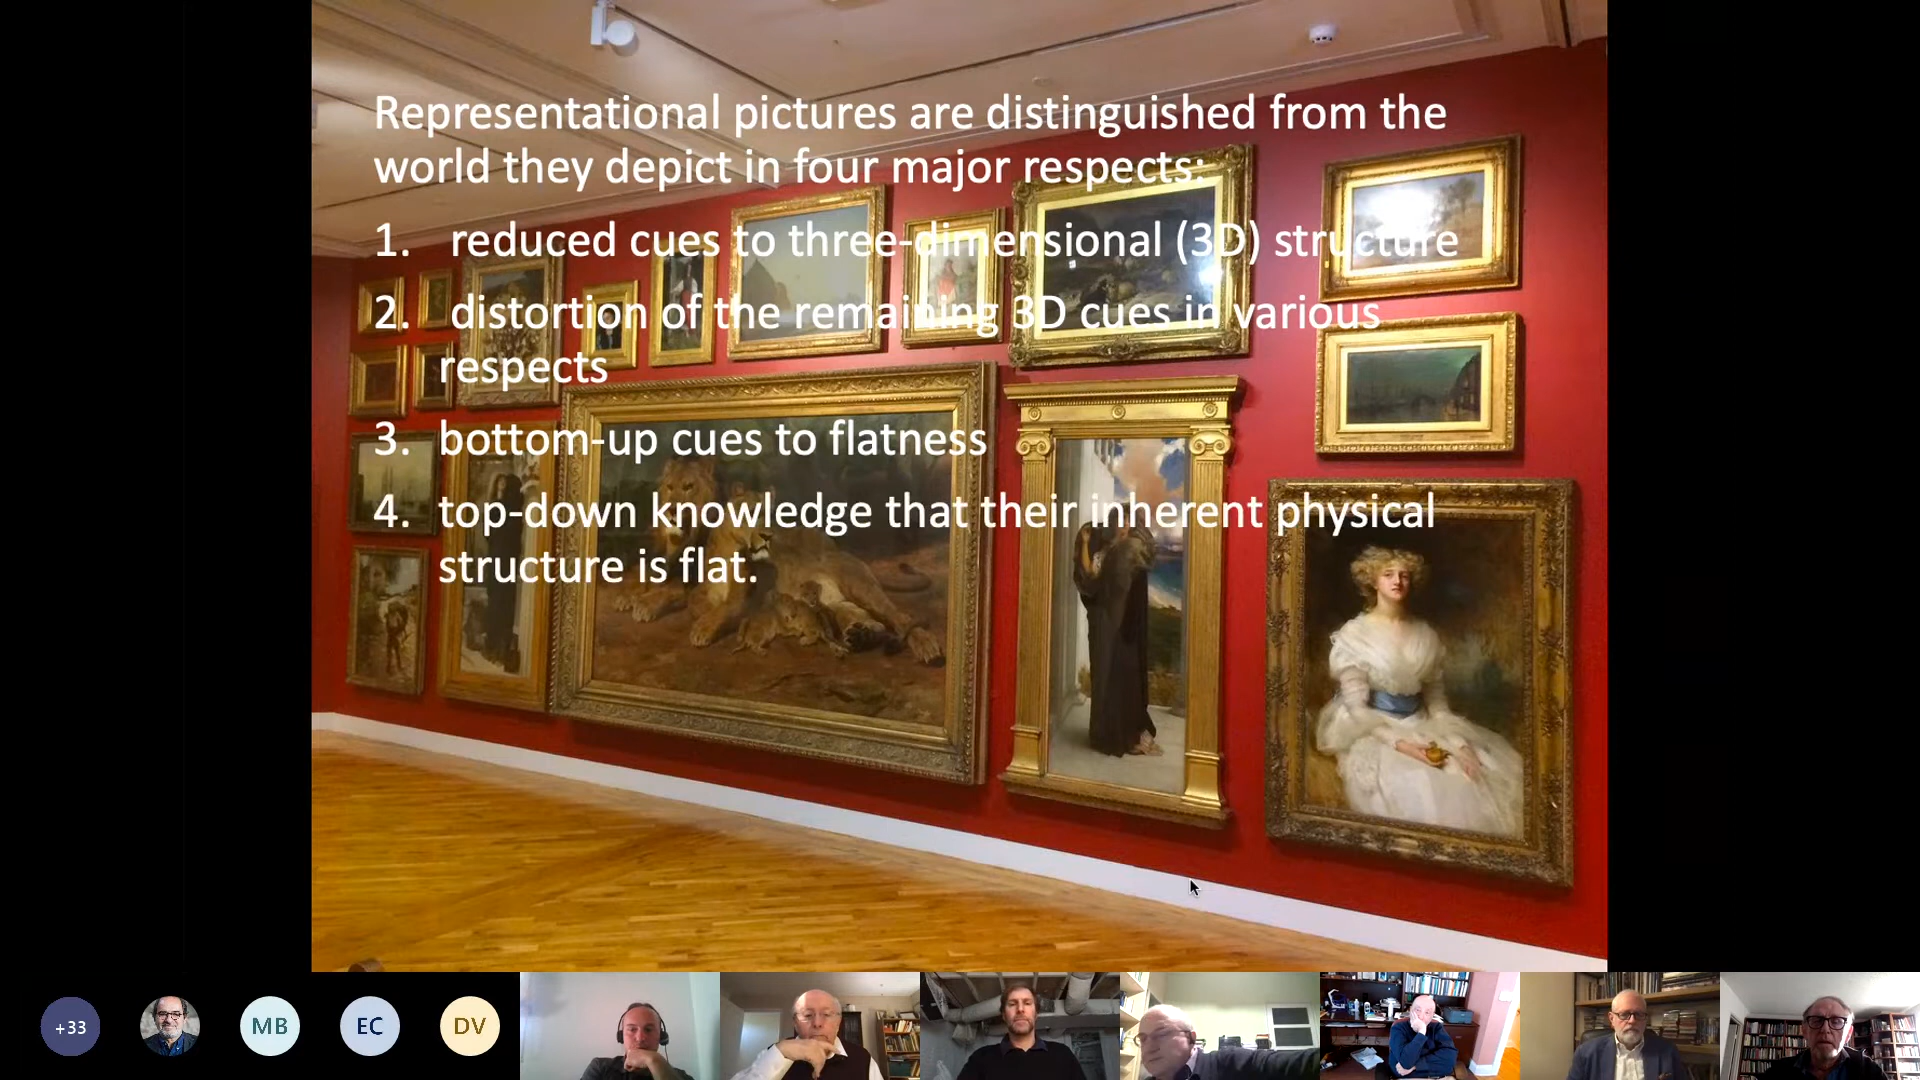 Representational pictures are distinguished from the
world they depict in four major respects:
1. reduced cues to three-dimensional (3D) structure
2. distortion of the remaining 3D cues in various
respects
3. bottom-up cues to flatness
4. top-down knowledge that their inherent physical
structure is flat.
+33
MB
EC
DV